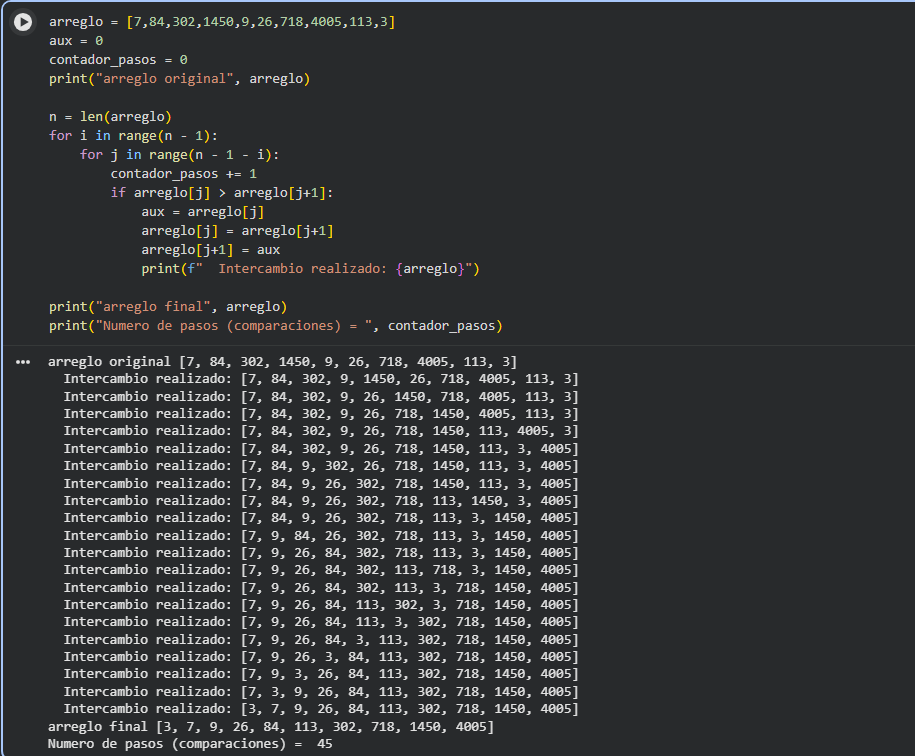 arreglo = [7,84,302,1450,9,26,718,4005,113,3]
aux = 0
contador_pasos = 0
print("arreglo original", arreglo)
n = len(arreglo)
for i in range(n - 1):
    for j in range(n - 1 - i):
        contador_pasos += 1
        if arreglo[j] > arreglo[j+1]:
            aux = arreglo[j]
            arreglo[j] = arreglo[j+1]
            arreglo[j+1] = aux
            print(f"  Intercambio realizado: {arreglo}")
print("arreglo final", arreglo)
print("Numero de pasos (comparaciones) = ", contador_pasos)
arreglo original [7, 84, 302, 1450, 9, 26, 718, 4005, 113, 3]
  Intercambio realizado: [7, 84, 302, 9, 1450, 26, 718, 4005, 113, 3]
  Intercambio realizado: [7, 84, 302, 9, 26, 1450, 718, 4005, 113, 3]
  Intercambio realizado: [7, 84, 302, 9, 26, 718, 1450, 4005, 113, 3]
  Intercambio realizado: [7, 84, 302, 9, 26, 718, 1450, 113, 4005, 3]
  Intercambio realizado: [7, 84, 302, 9, 26, 718, 1450, 113, 3, 4005]
  Intercambio realizado: [7, 84, 9, 302, 26, 718, 1450, 113, 3, 4005]
  Intercambio realizado: [7, 84, 9, 26, 302, 718, 1450, 113, 3, 4005]
  Intercambio realizado: [7, 84, 9, 26, 302, 718, 113, 1450, 3, 4005]
  Intercambio realizado: [7, 84, 9, 26, 302, 718, 113, 3, 1450, 4005]
  Intercambio realizado: [7, 9, 84, 26, 302, 718, 113, 3, 1450, 4005]
  Intercambio realizado: [7, 9, 26, 84, 302, 718, 113, 3, 1450, 4005]
  Intercambio realizado: [7, 9, 26, 84, 302, 113, 718, 3, 1450, 4005]
  Intercambio realizado: [7, 9, 26, 84, 302, 113, 3, 718, 1450, 4005]
  Intercambio realizado: [7, 9, 26, 84, 113, 302, 3, 718, 1450, 4005]
  Intercambio realizado: [7, 9, 26, 84, 113, 3, 302, 718, 1450, 4005]
  Intercambio realizado: [7, 9, 26, 84, 3, 113, 302, 718, 1450, 4005]
  Intercambio realizado: [7, 9, 26, 3, 84, 113, 302, 718, 1450, 4005]
  Intercambio realizado: [7, 9, 3, 26, 84, 113, 302, 718, 1450, 4005]
  Intercambio realizado: [7, 3, 9, 26, 84, 113, 302, 718, 1450, 4005]
  Intercambio realizado: [3, 7, 9, 26, 84, 113, 302, 718, 1450, 4005]
arreglo final [3, 7, 9, 26, 84, 113, 302, 718, 1450, 4005]
Numero de pasos (comparaciones) =  45